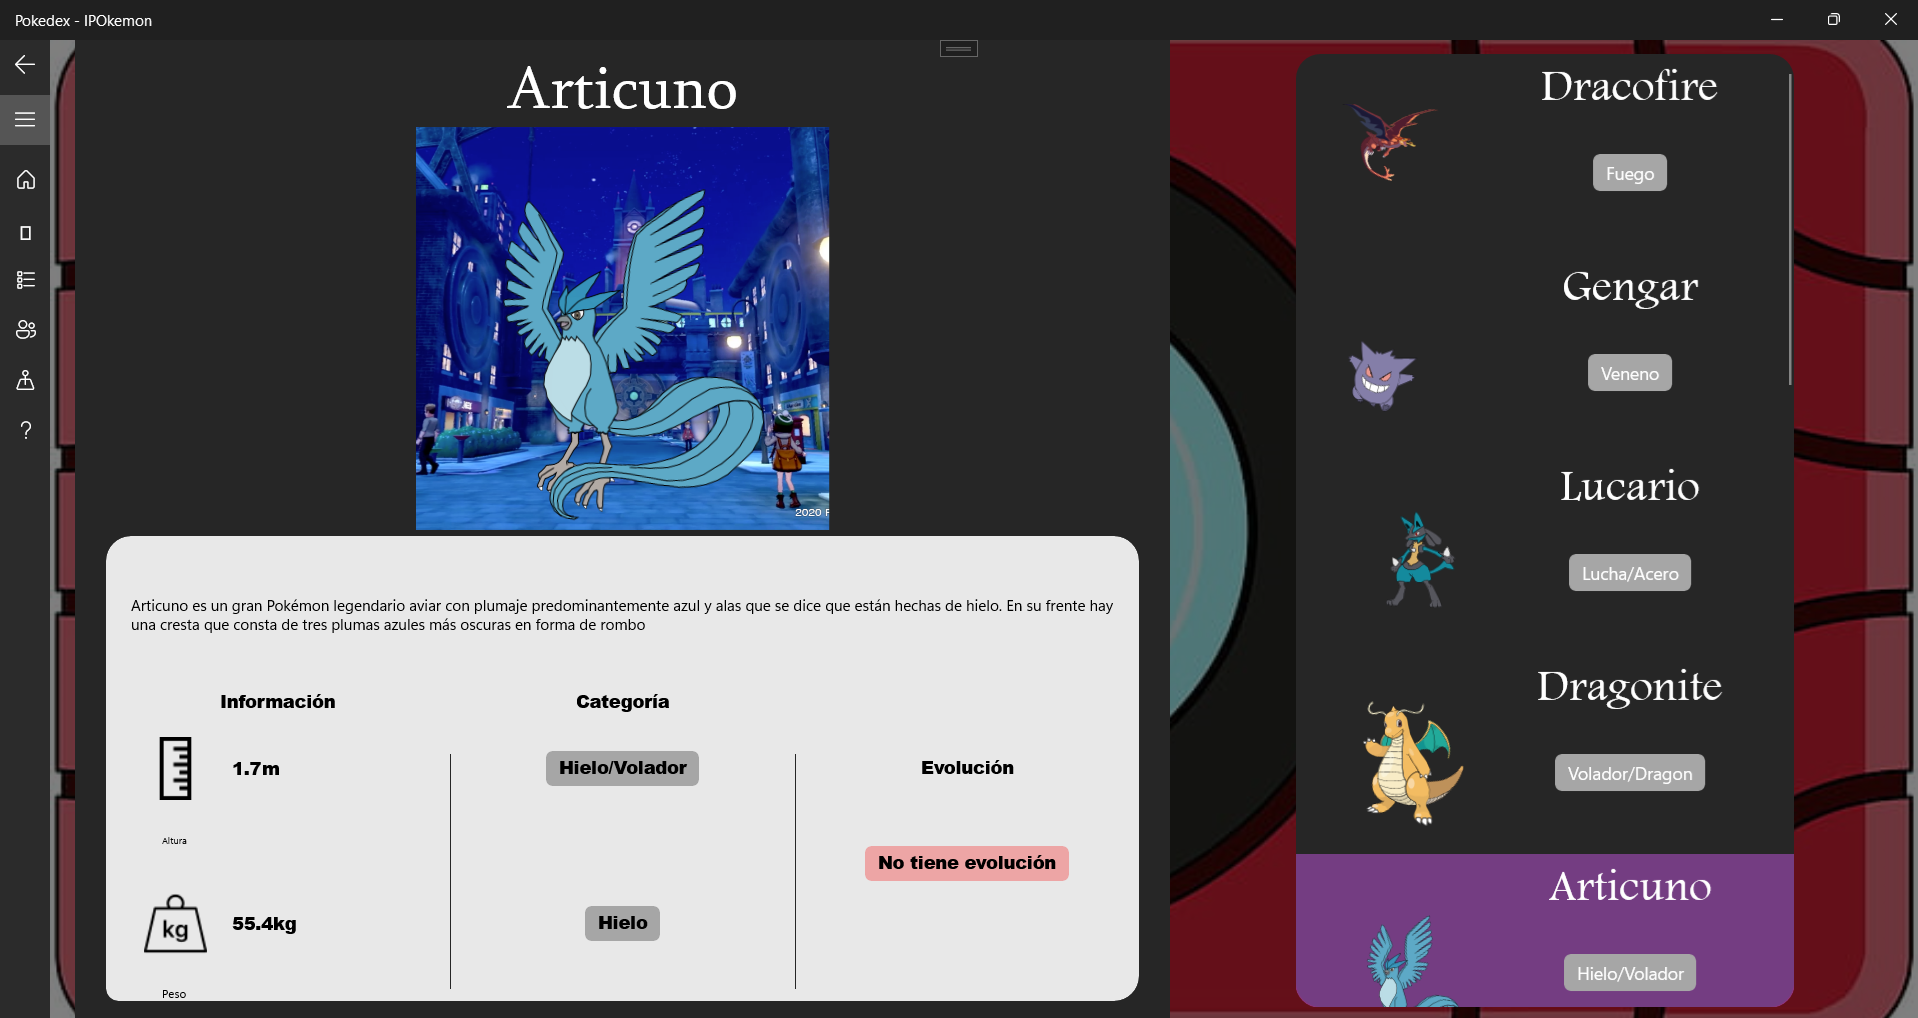 Pokedex - IPOkemon
Articuno
2020 P
Articuno es un gran Pokémon legendario aviar con plumaje predominantemente azul y alas que se dice que están hechas de hielo. En su frente hay
una cresta que consta de tres plumas azules más oscuras en forma de rombo
Información
1.7m
Altura
kg
55.4kg
Peso
Categoría
Hielo/Volador
Hielo
Evolución
No tiene evolución
Dracofire
Fuego
Gengar
Veneno
Lucario
Lucha/Acero
Dragonite
Volador/Dragon
Articuno
Hielo/Volador